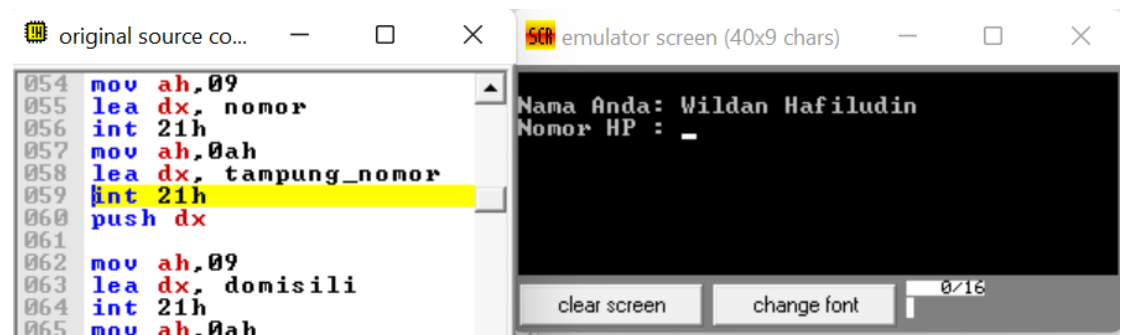 original source co...
054 mov ah,09
055 lea dx, nomor
056 int 21h
057 mov ah,0ah
058 lea dx, tampung_nomor
059 int 21h
060 push dx
061
062 mov ah,09
063 lea dx, domisili
064 int 21h
065 mov ah,0ah
SCR emulator screen (40x9 chars)
Nama Anda: Wildan Hafiludin
Nomor HP : _
clear screen
change font
0/16